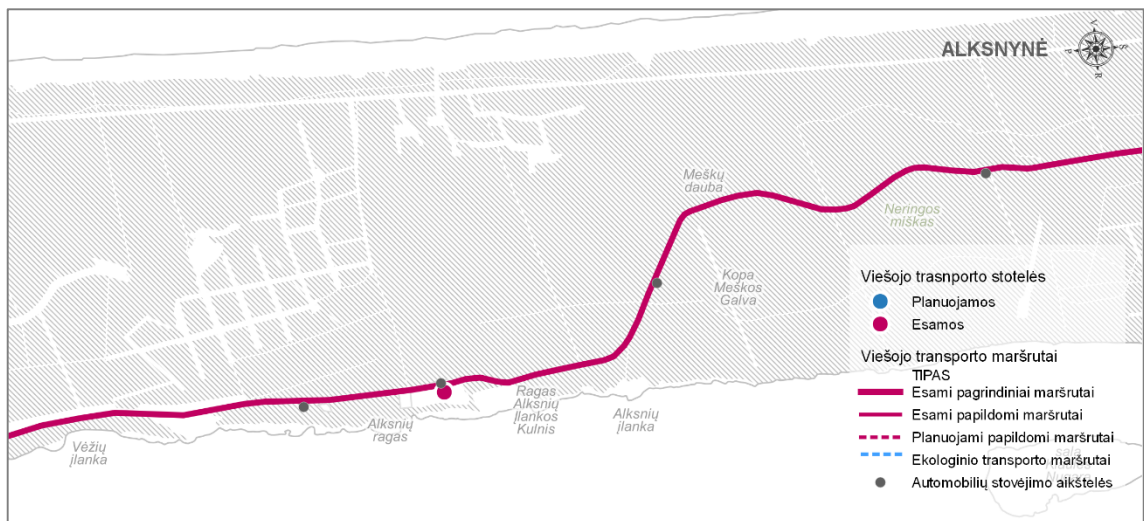 ALKSNYNĖ
V
Š
P
R
Meškų
dauba
Neringos
miškas
Kopa
Meškos
Galva
Ragas
Alksnių
Įlankos
Kulnis
Alksnių
įlanka
Alksnių
ragas
Vėžių
įlanka
Viešojo trasnporto stotelės
Planuojamos
Esamos
Viešojo transporto maršrutai
TIPAS
Esami pagrindiniai maršrutai
Esami papildomi maršrutai
Planuojami papildomi maršrutai
Ekologinio transporto maršrutai
Automobilių stovėjimo aikštelės
sala